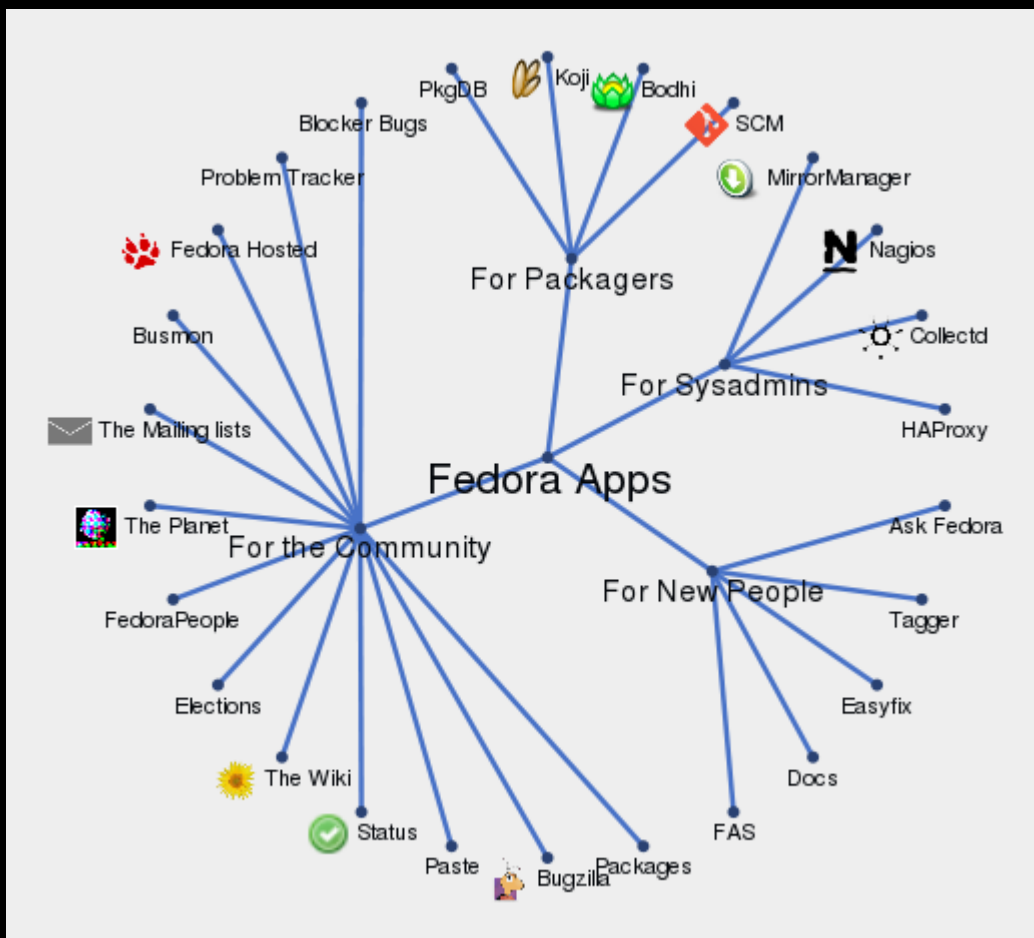 PkgDB
Koji
Bodhi
Blocker Bugs
SCM
Problem Tracker
MirrorManager
Fedora Hosted
Nagios
For Packagers
Busmon
Collectd
For Sysadmins
The Mailing lists
HAProxy
Fedora Apps
The Planet
Ask Fedora
For the Community
For New People
FedoraPeople
Tagger
Elections
Easyfix
The Wiki
Docs
Status
FAS
Paste
Bugzilla
Packages
N